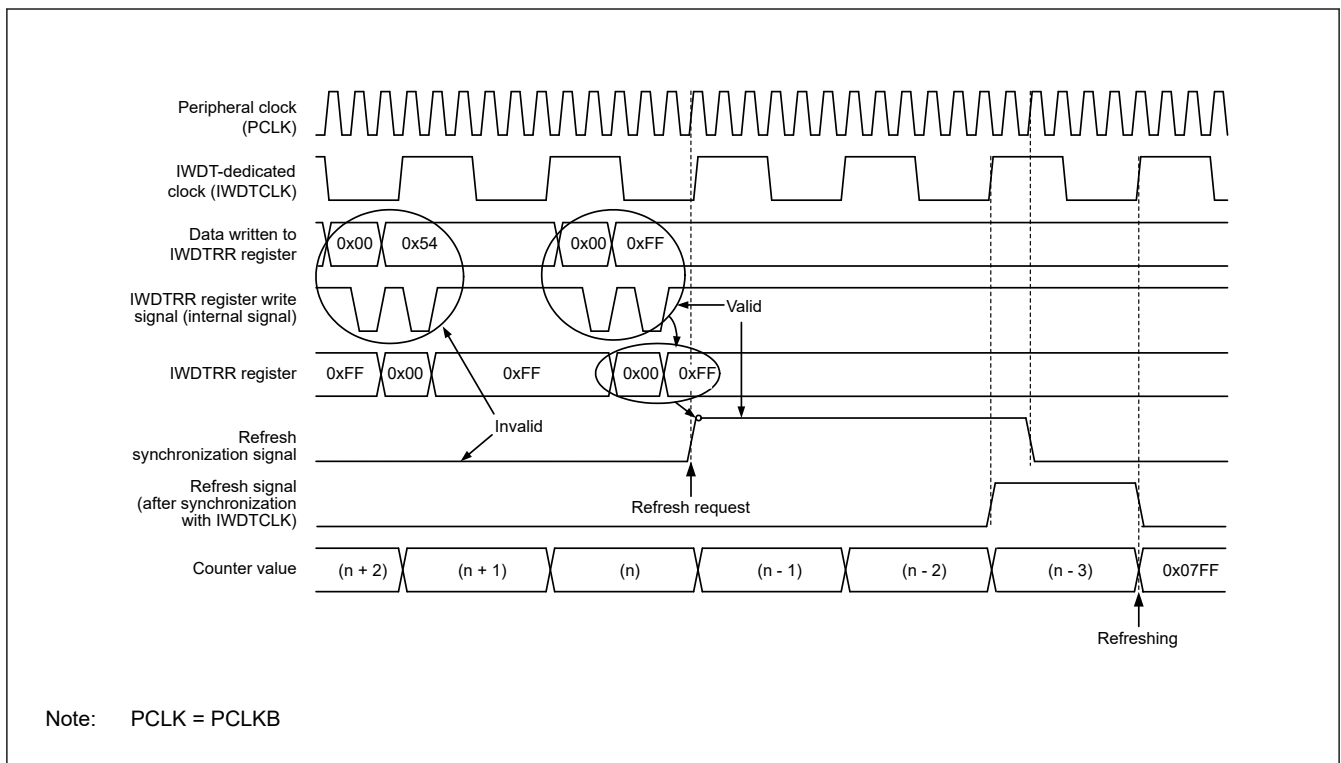 Peripheral clock
(PCLK)
IWDT-dedicated
clock (IWDTCLK)
Data written to
IWDTRR register
0x00 0x54 0x00 0xFF
IWDTRR register write
signal (internal signal)
Valid
IWDTRR register
0xFF 0x00 0xFF 0x00 0xFF
Invalid
Refresh
synchronization signal
Refresh signal
(after synchronization
with IWDTCLK)
Refresh request
Counter value
(n + 2) (n + 1) (n) (n - 1) (n - 2) (n - 3) 0x07FF
Refreshing
Note: PCLK = PCLKB